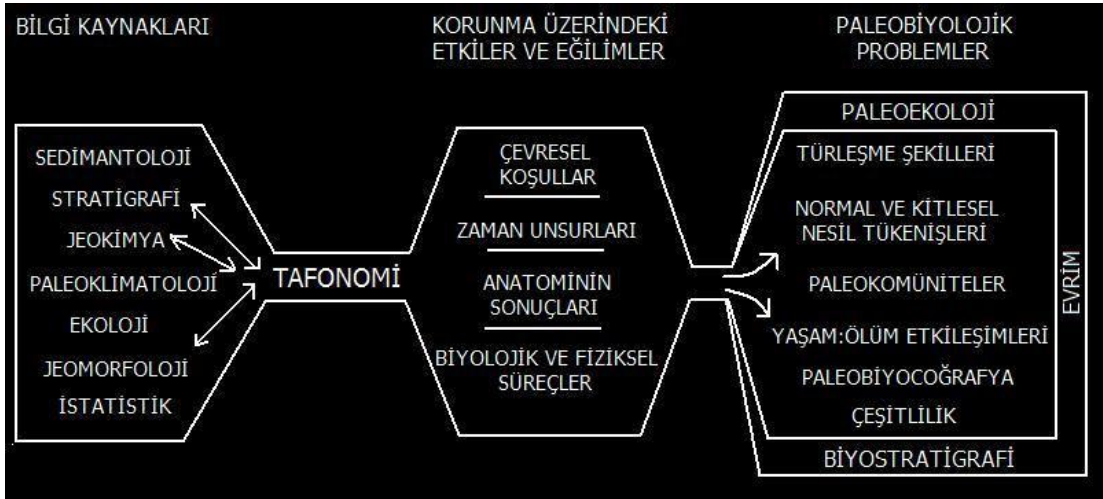 BİLGİ KAYNAKLARI
SEDİMANTOLOJİ
STRATİGRAFİ
JEOKİMYA
PALEOKLİMATOLOJİ
EKOLOJİ
JEOMORFOLOJİ
İSTATİSTİK
TAFONOMİ
KORUNMA ÜZERİNDEKİ
ETKİLER VE EĞİLİMLER
ÇEVRESEL
KOŞULLAR
ZAMAN UNSURLARI
ANATOMİNİN
SONUÇLARI
BİYOLOJİK VE FİZİKSEL
SÜREÇLER
PALEOBİYOLOJİK
PROBLEMLER
PALEOEKOLOJİ
TÜRLEŞME ŞEKİLLERİ
NORMAL VE KİTLESEL
NESİL TÜKENİŞLERİ
PALEOKOMÜNİTELER
YAŞAM:ÖLÜM ETKİLEŞİMLERİ
PALEOBİYOCOĞRAFYA
ÇEŞİTLİLİK
BİYOSTRATİGRAFİ
EVRİM